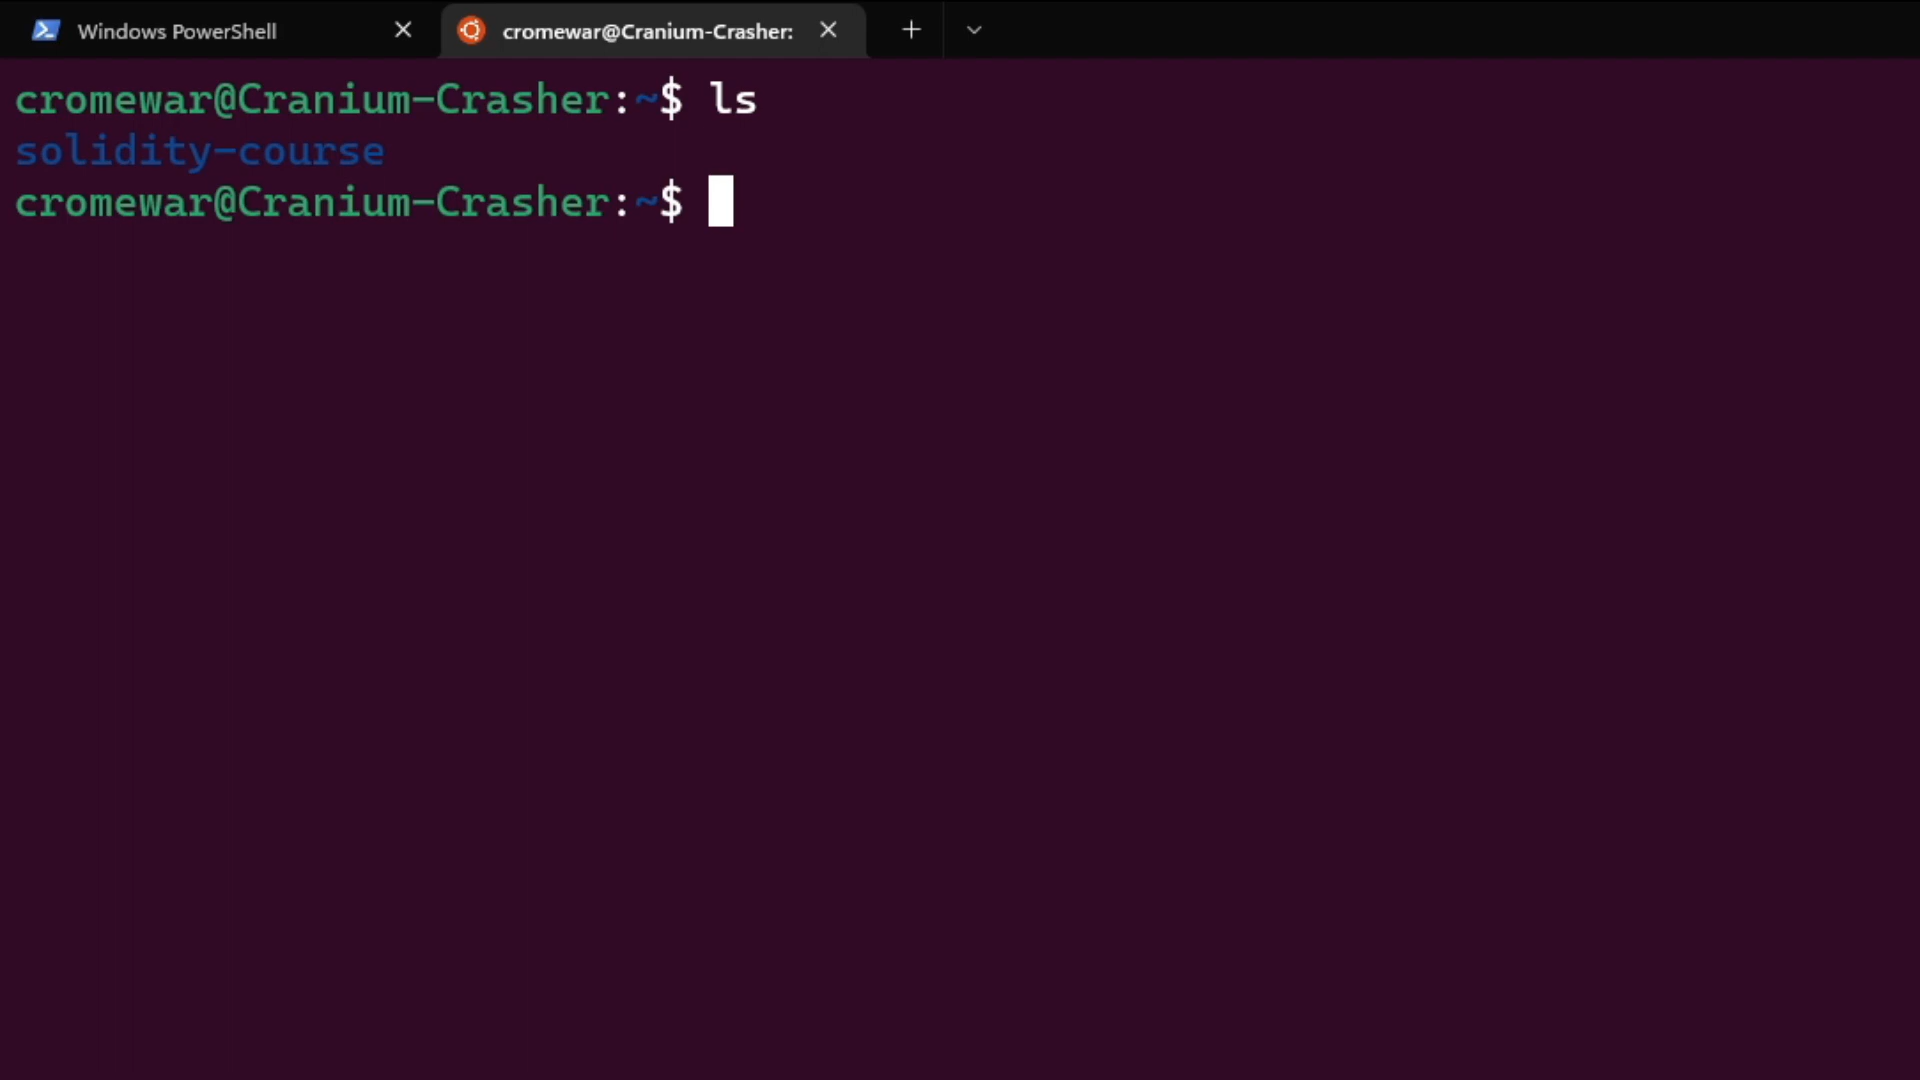 Windows PowerShell
cromewar@Cranium-Crasher:
cromewar@Cranium-Crasher:~$ ls
solidity-course
cromewar@Cranium-Crasher:~$